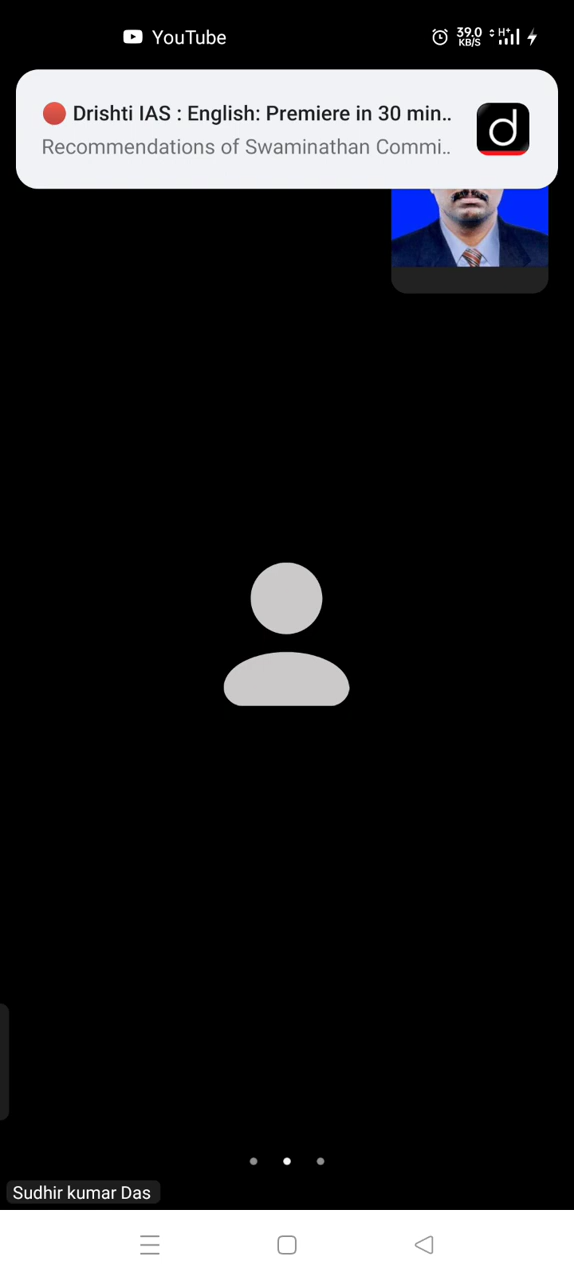 YouTube
39.0
KB/S
H+
Drishti IAS : English: Premiere in 30 min..
Recommendations of Swaminathan Commi..
d
Sudhir kumar Das